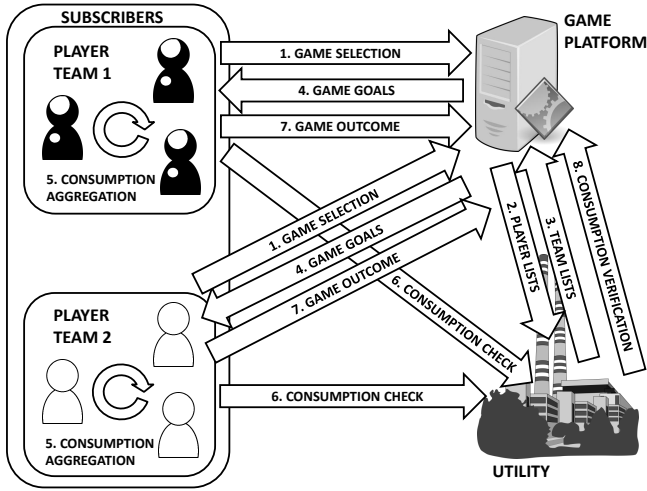 SUBSCRIBERS
PLAYER
TEAM 1
5. CONSUMPTION
AGGREGATION
1. GAME SELECTION
4. GAME GOALS
7. GAME OUTCOME
GAME
PLATFORM
1. GAME SELECTION
4. GAME GOALS
7. GAME OUTCOME
6. CONSUMPTION CHECK
2. PLAYER LISTS
3. TEAM LISTS
8. CONSUMPTION VERIFICATION
PLAYER
TEAM 2
5. CONSUMPTION
AGGREGATION
6. CONSUMPTION CHECK
UTILITY